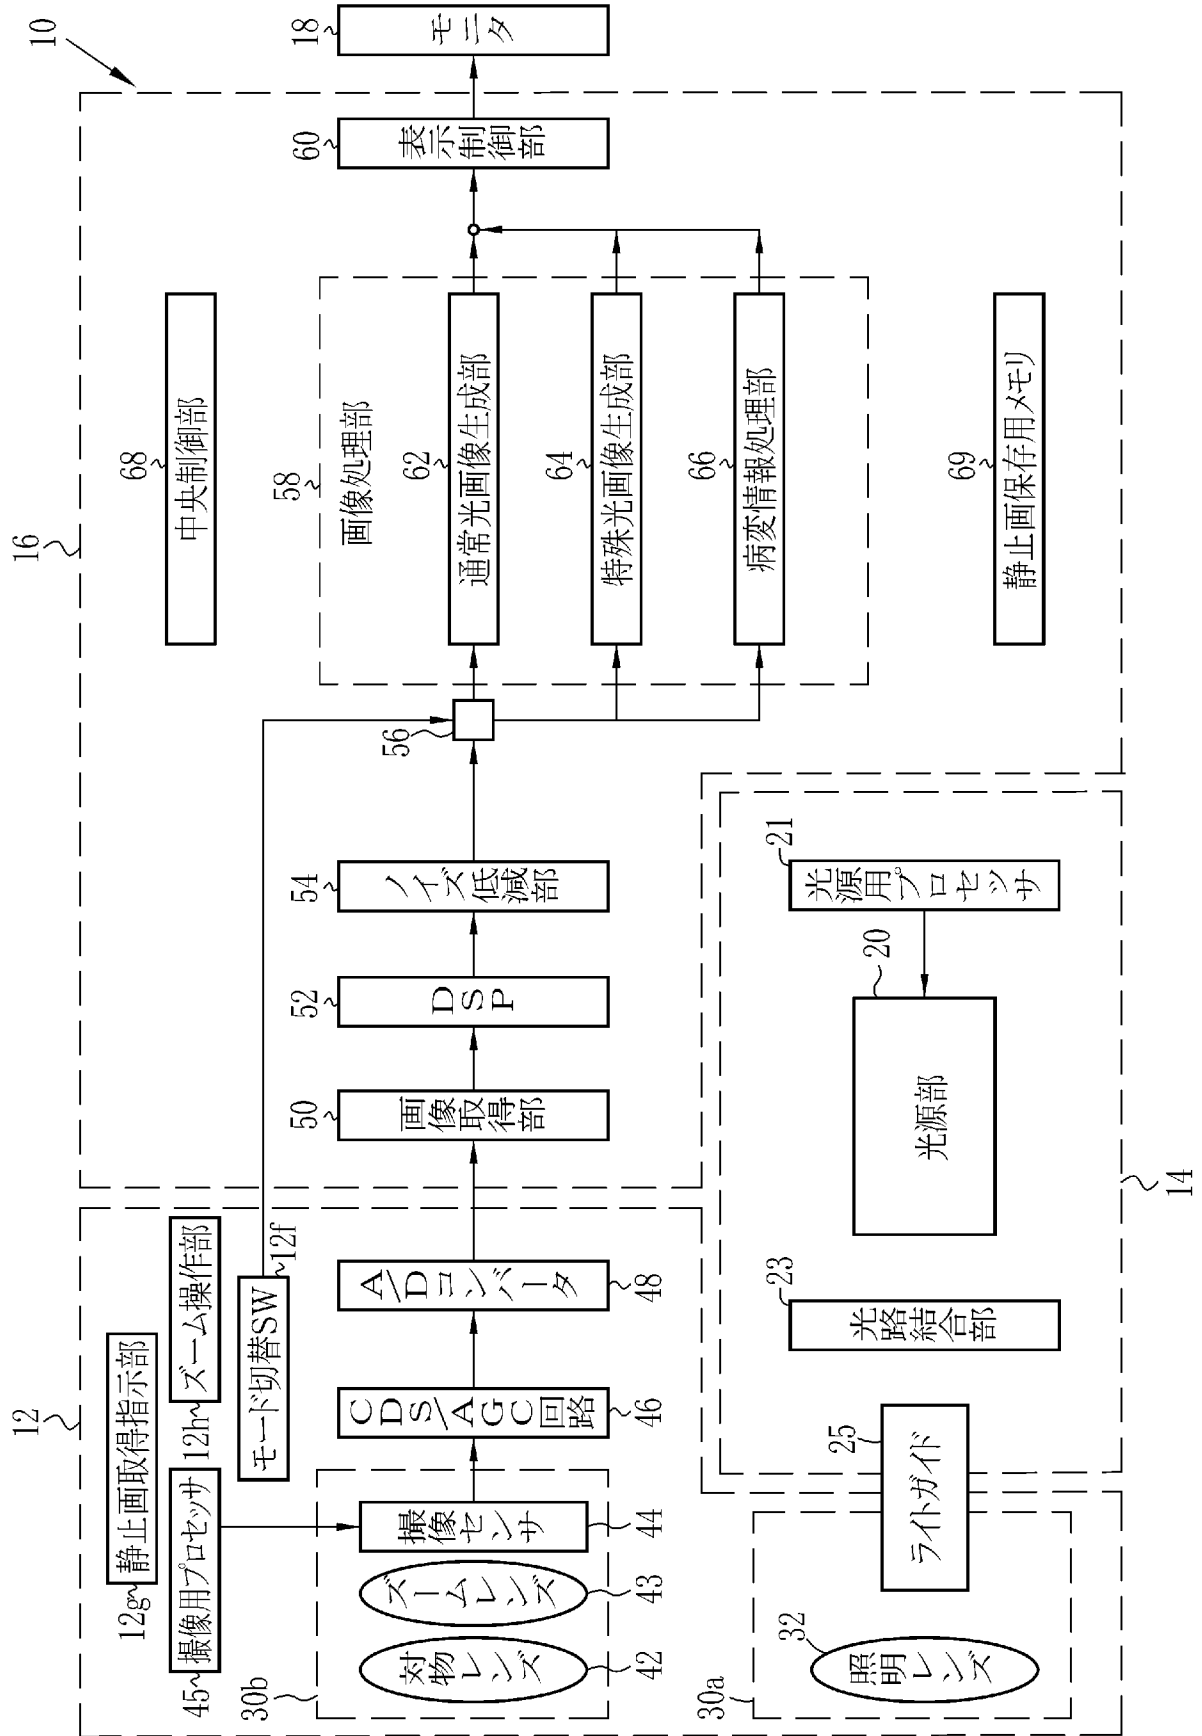 10
16
68
中央制御部
58
画像処理部
62
通常光画像生成部
64
特殊光画像生成部
66
病変情報処理部
69
静止画保存用メモリ
60
表示制御部
18
モニタ
56
54
ノイズ低減部
52
DSP
50
画像取得部
12
12g
静止画取得指示部
12h
ズーム操作部
45
撮像用プロセッサ
モード切替SW
12f
A/Dコンバータ
48
CDS/AGC回路
46
30b
撮像センサ
44
ズームレンズ
43
対物レンズ
42
14
21
光源用プロセッサ
20
光源部
23
光路結合部
25
ライトガイド
30a
32
照明レンズ